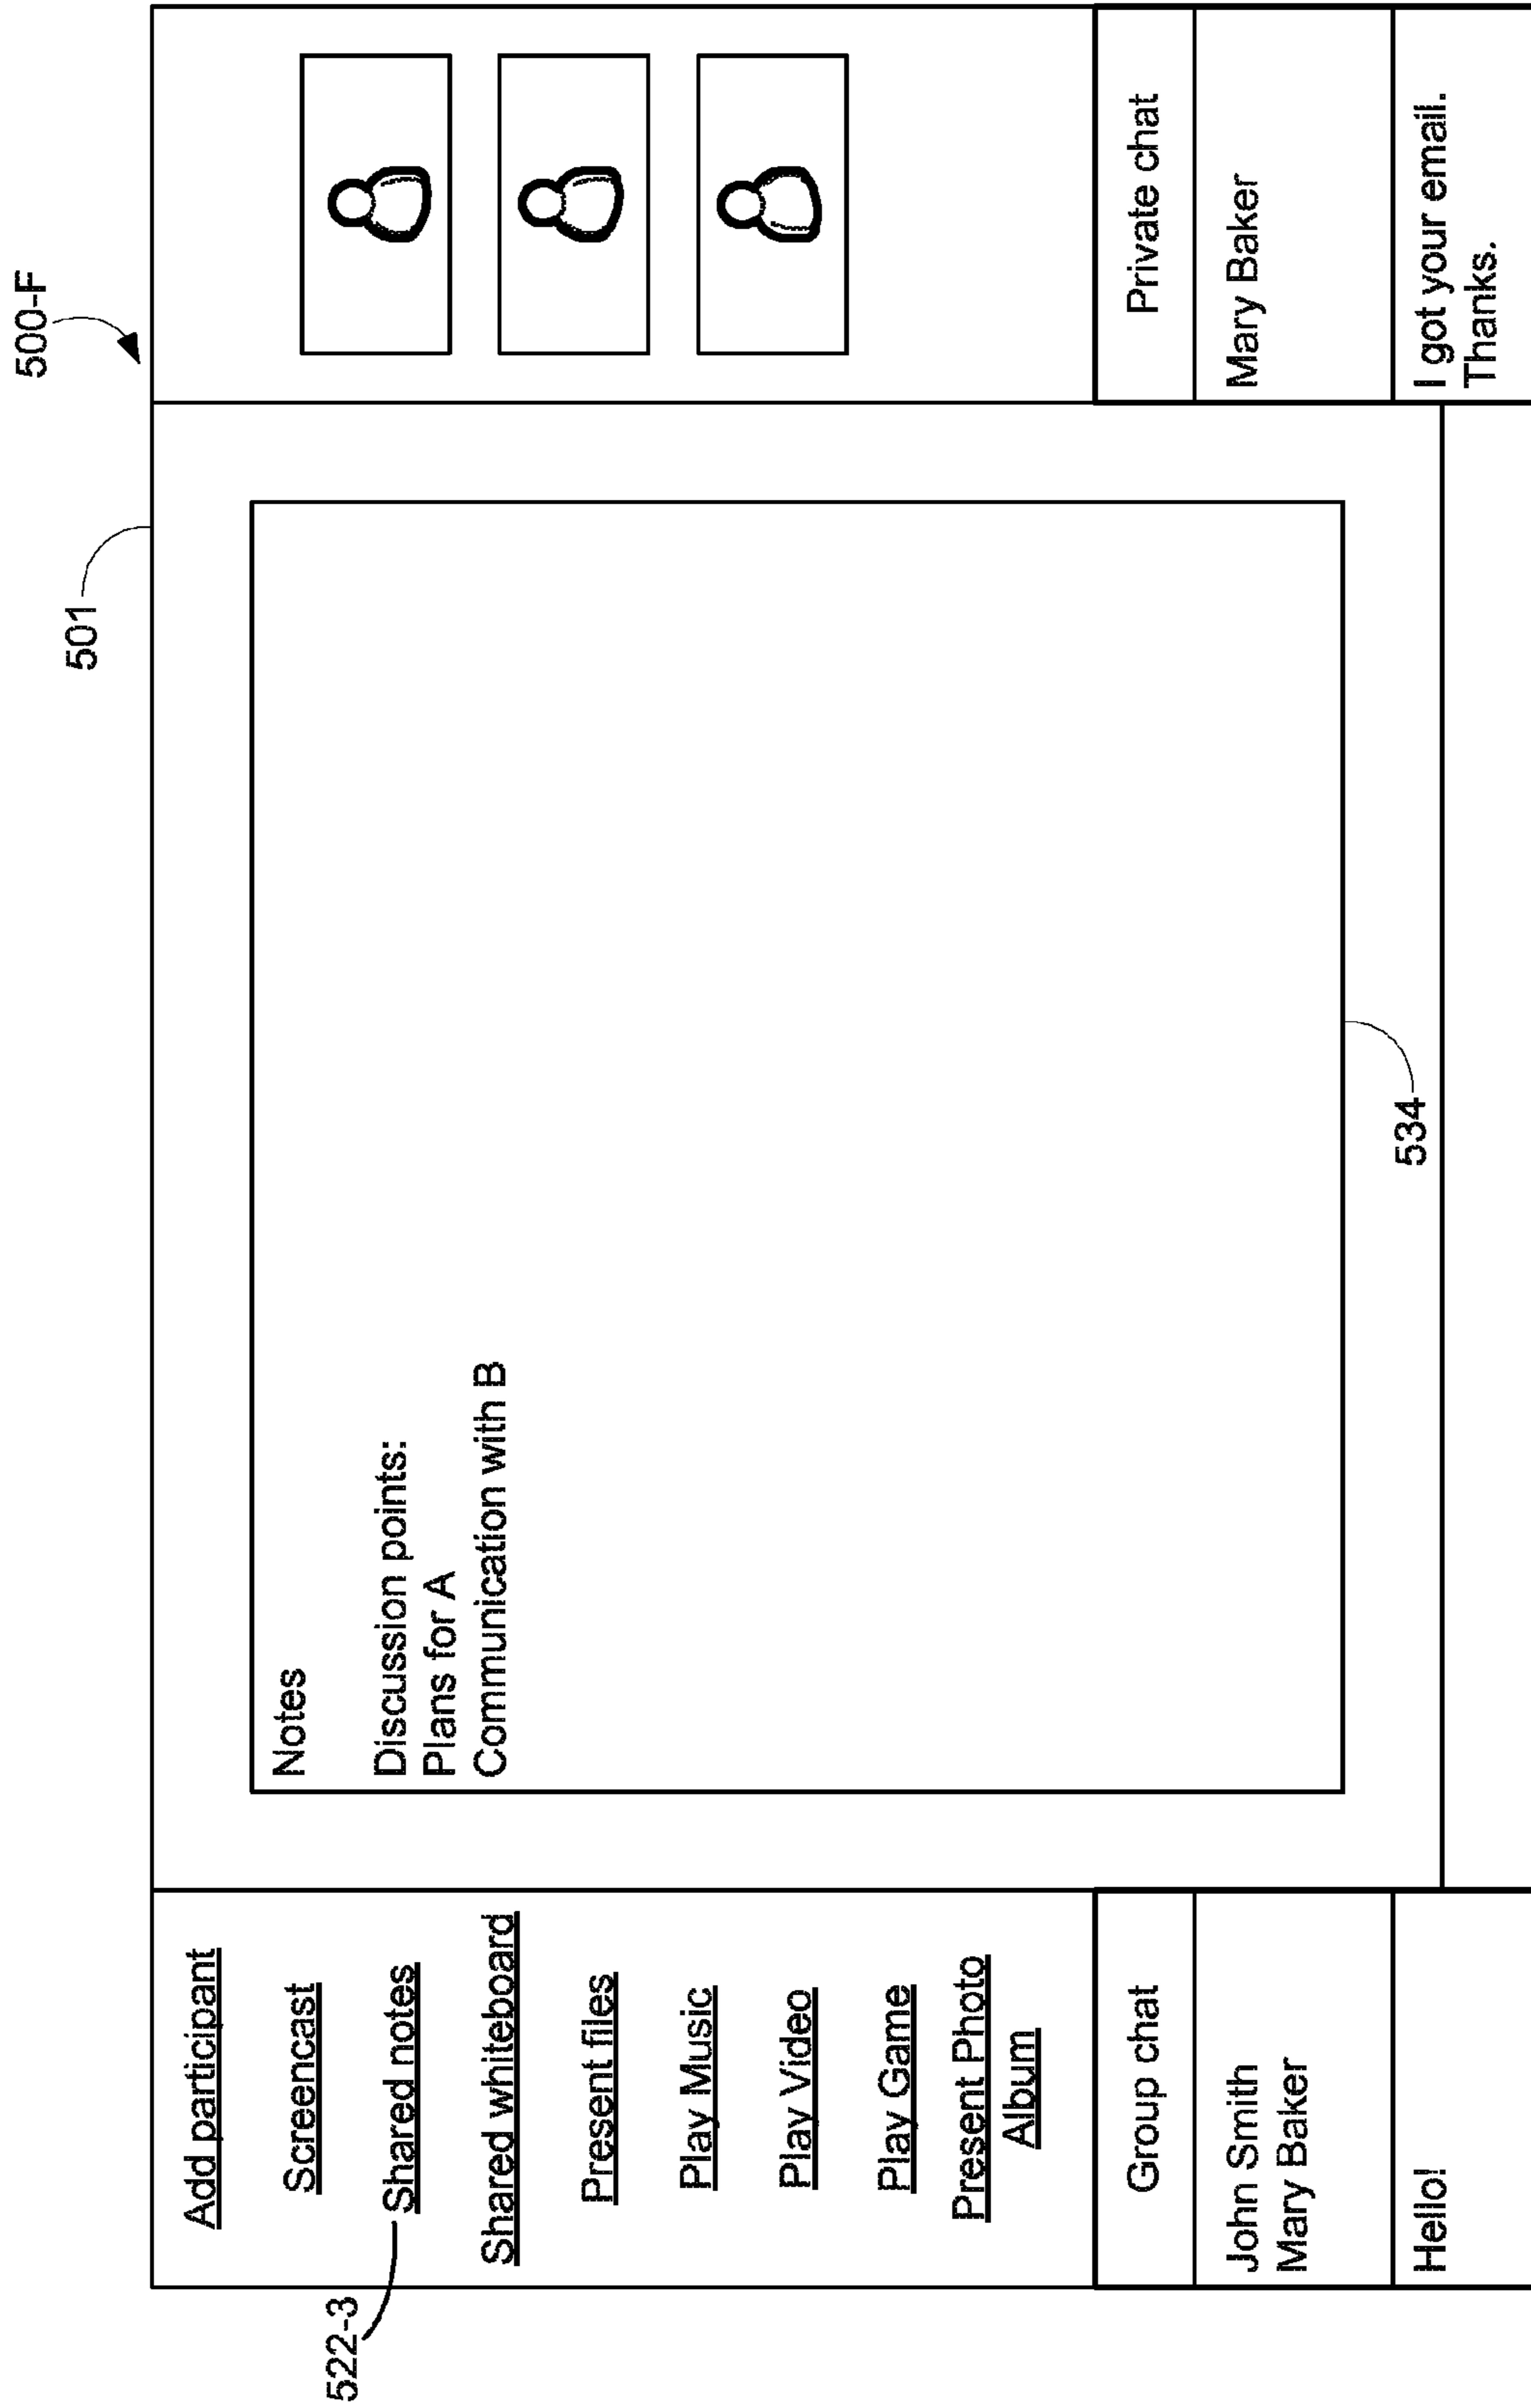 500-F
501
522-3
Add participant
Screencast
Shared notes
Shared whiteboard
Present files
Play Music
Play Video
Play Game
Present Photo
Album
Notes
Discussion points:
Plans for A
Communication with B
534
Group chat
John Smith
Mary Baker
Hello!
Private chat
Mary Baker
I got your email.
Thanks.